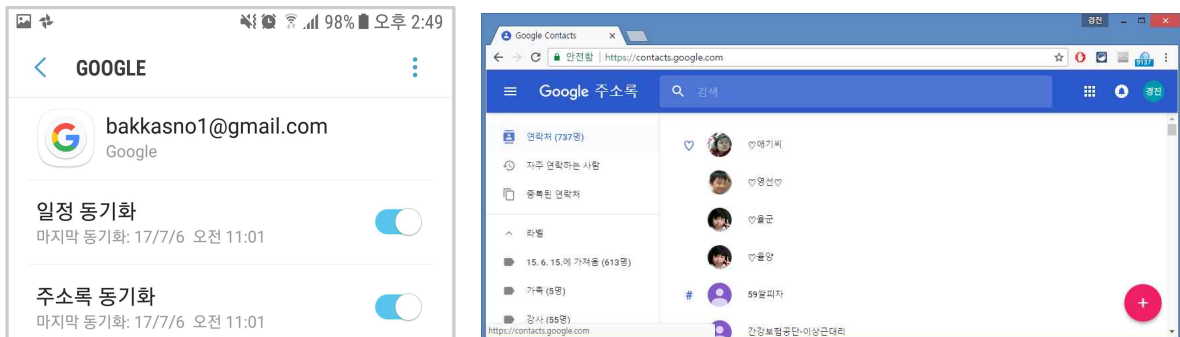 98% 오후 2:49
GOOGLE
bakkasno1@gmail.com
Google
일정 동기화
마지막 동기화: 17/7/6 오전 11:01
주소록 동기화
마지막 동기화: 17/7/6 오전 11:01
경진
Google Contacts
안전함 | https://contacts.google.com
9137
Google 주소록
검색
경진
연락처 (737명)
자주 연락하는 사람
중복된 연락처
라벨
15. 6. 15.에 가져옴 (613명)
가족 (5명)
강사 (55명)
https://contacts.google.com
♡애기씨
♡영선♡
♡율군
♡율양
#
59쌀피자
간강보험공단-이상근대리